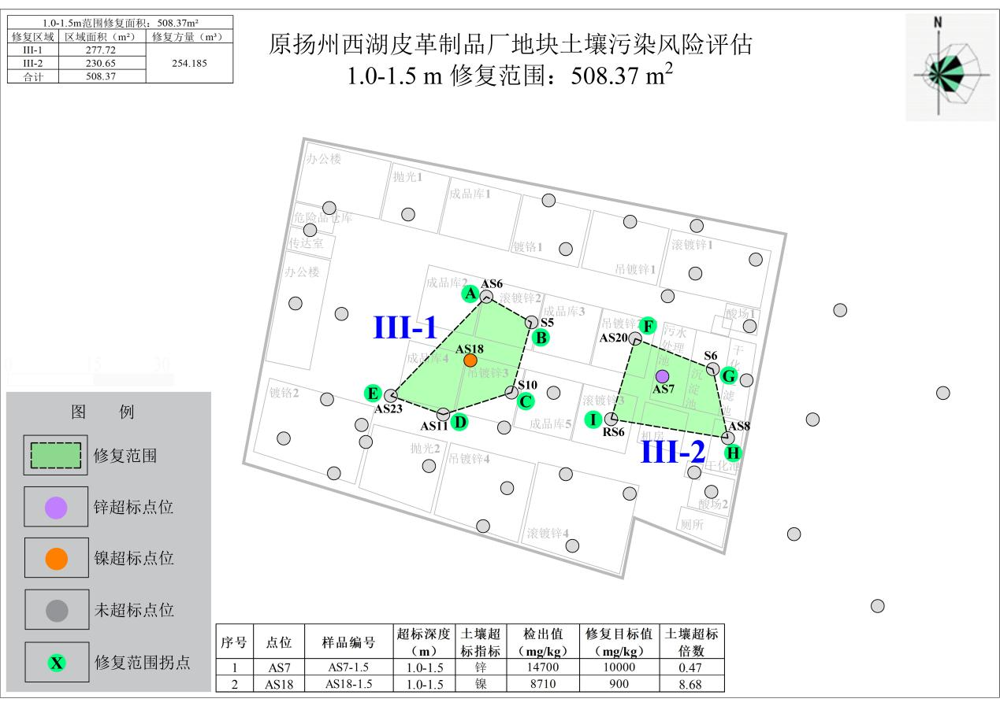 1.0-1.5m范围修复面积：508.37m²
修复区域 区域面积（m²） 修复方量（m³）
III-1 277.72 254.185
III-2 230.65
合计 508.37
原扬州西湖皮革制品厂地块土壤污染风险评估
1.0-1.5 m 修复范围：508.37 m²
N
办公楼
抛光1
成品库1
危险品仓库
传达室
镀铬1
滚镀锌1
吊镀锌1
办公楼
成品库2
AS6
A
滚镀锌2
成品库3
酸场1
III-1
S5
B
吊镀锌2
F
污水处理池
AS20
干化
AS18
成品库4
吊镀锌3
S6
G
沉淀池
滤池
AS7
0 15 30
镀铬2
E
AS23
S10
C
滚镀锌3
AS11
D
成品库5
I
RS6
机房
AS8
H
III-2
抛光2
吊镀锌4
干化池
酸场2
厕所
滚镀锌4
图 例
修复范围
锌超标点位
镍超标点位
未超标点位
X
修复范围拐点
序号 点位 样品编号 超标深度（m） 土壤超标指标 检出值（mg/kg） 修复目标值（mg/kg） 土壤超标倍数
1 AS7 AS7-1.5 1.0-1.5 锌 14700 10000 0.47
2 AS18 AS18-1.5 1.0-1.5 镍 8710 900 8.68